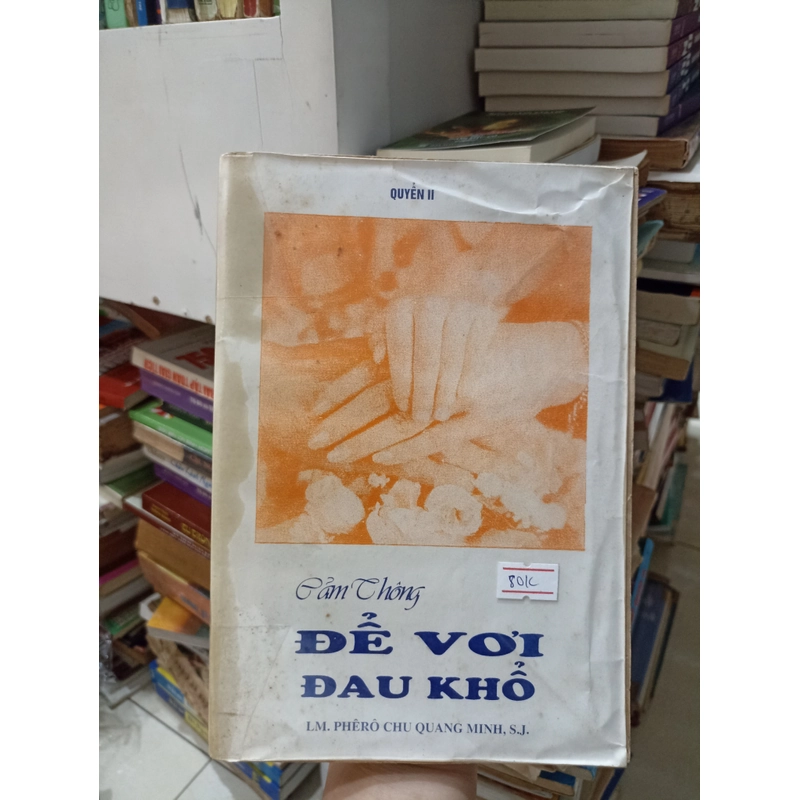 QUYỂN II
Cảm Thông
80K
ĐỂ VƠI
ĐAU KHỔ
LM. PHÊRÔ CHU QUANG MINH, S.J.